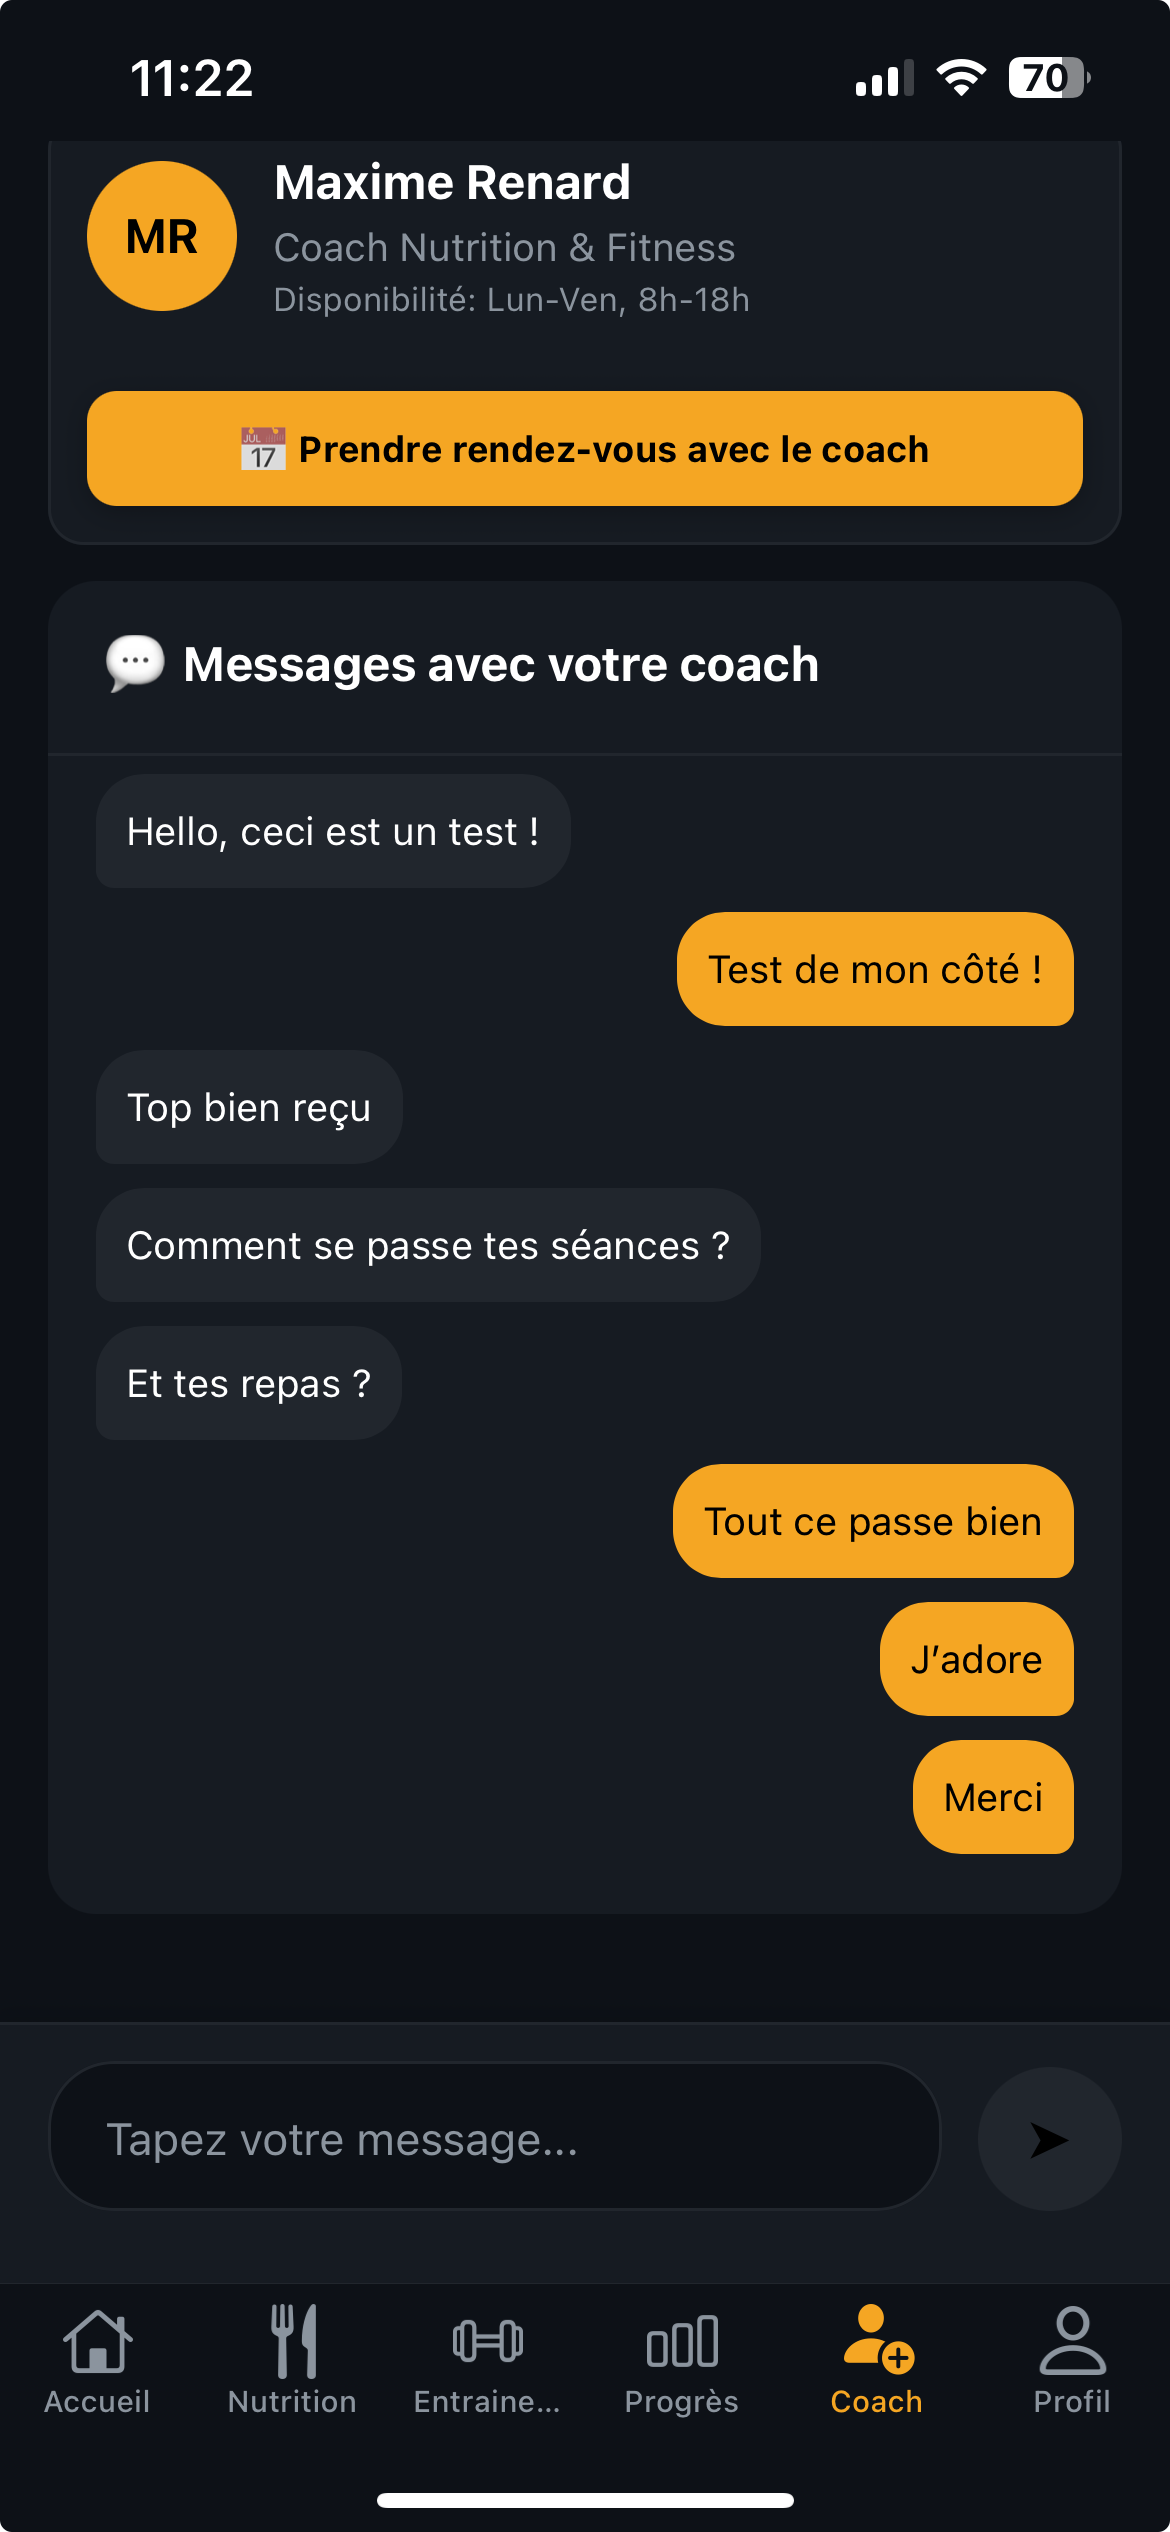 11:22
70
MR
Maxime Renard
Coach Nutrition & Fitness
Disponibilité: Lun-Ven, 8h-18h
JUL
17
Prendre rendez-vous avec le coach
Messages avec votre coach
Hello, ceci est un test !
Test de mon côté !
Top bien reçu
Comment se passe tes séances ?
Et tes repas ?
Tout ce passe bien
J’adore
Merci
Tapez votre message...
Accueil
Nutrition
Entraine...
Progrès
Coach
Profil